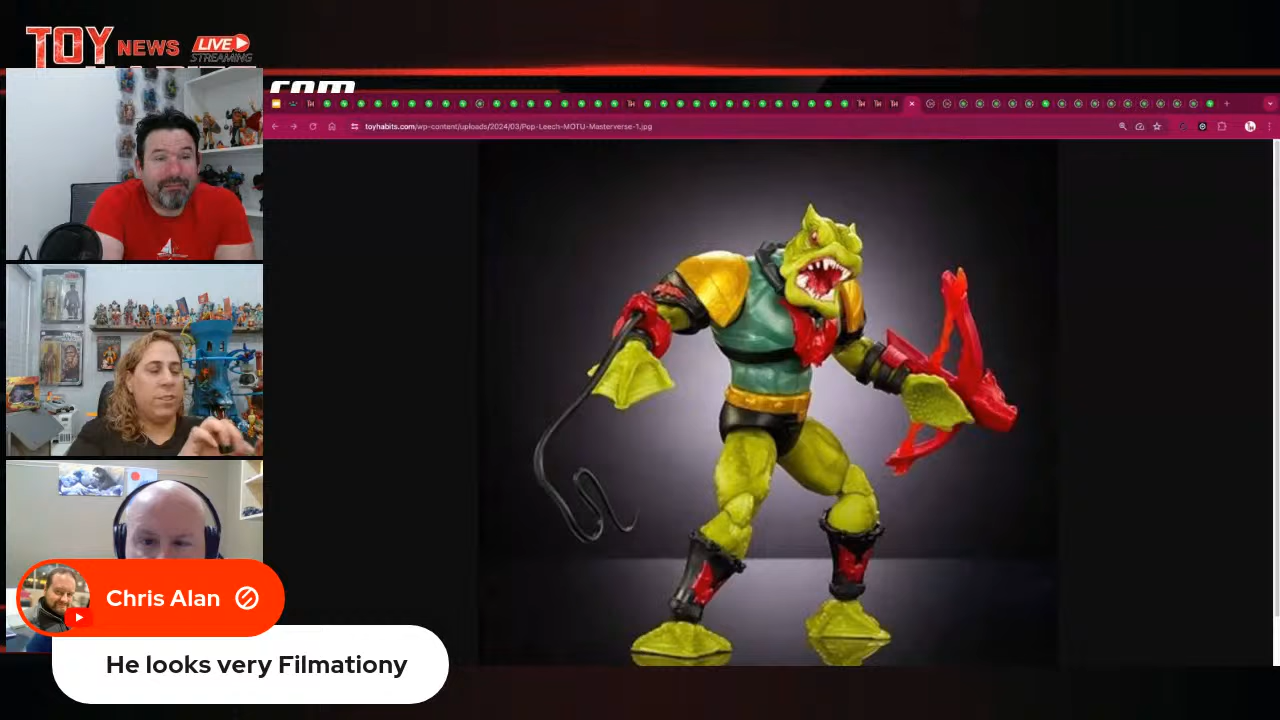 TOY NEWS LIVE STREAMING
.com
toyhabits.com/wp-content/uploads/2024/03/Pop-Leech-MOTU-Masterverse-1.jpg
Chris Alan
He looks very Filmationy